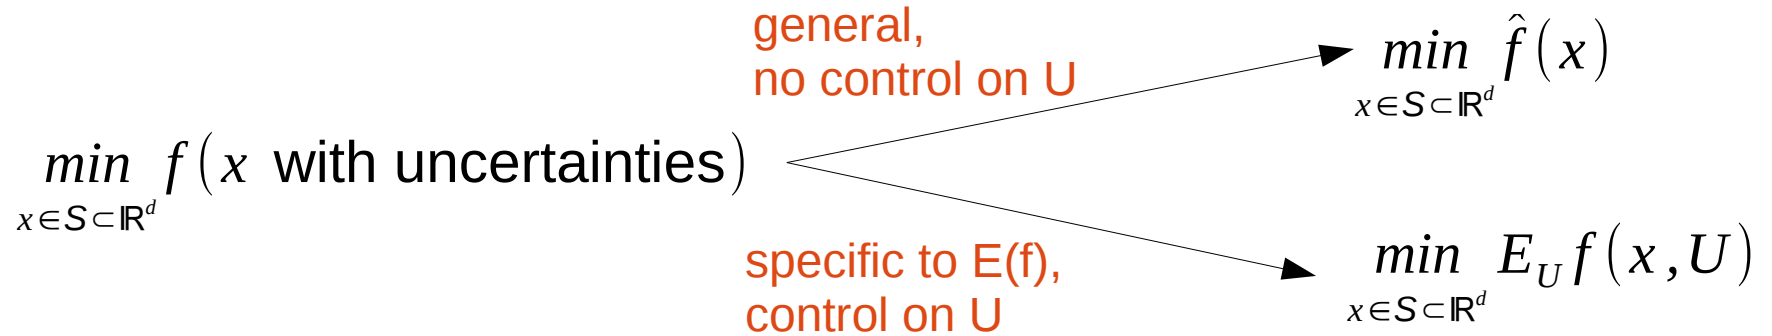 general,
no control on U
min f̂(x)
x∈S⊂ℝᵈ
min f(x with uncertainties)
x∈S⊂ℝᵈ
specific to E(f),
control on U
min E_U f(x,U)
x∈S⊂ℝᵈ